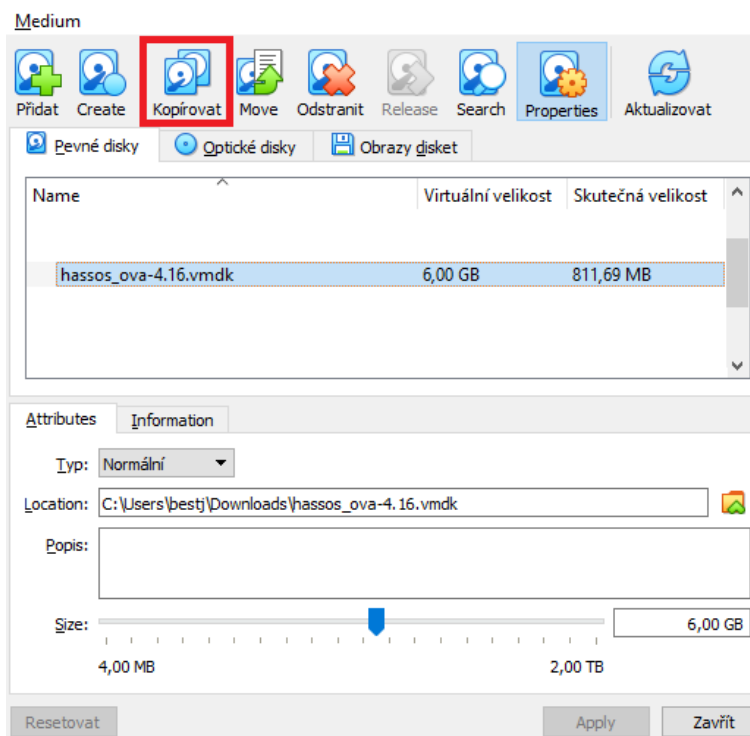 Medium
Přidat Create Kopírovat Move Odstranit Release Search Properties Aktualizovat
Pevné disky Optické disky Obrazy disket
Name Virtuální velikost Skutečná velikost
hassos_ova-4.16.vmdk 6,00 GB 811,69 MB
Attributes Information
Typ: Normální
Location: C:\Users\bestj\Downloads\hassos_ova-4.16.vmdk
Popis:
Size: 6,00 GB
4,00 MB 2,00 TB
Resetovat Apply Zavřít